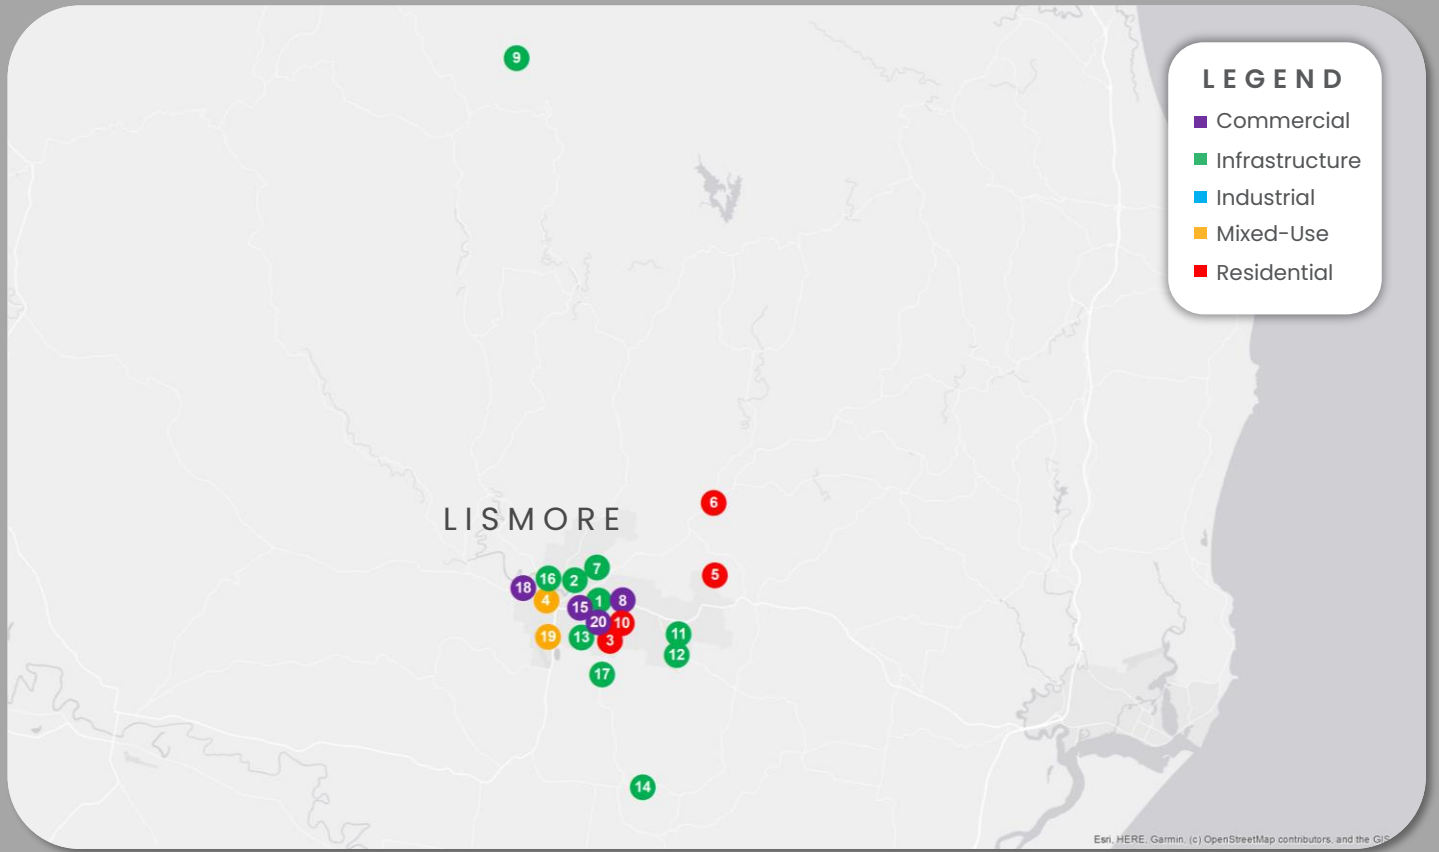 9
LEGEND
Commercial
Infrastructure
Industrial
Mixed-Use
Residential
6
LISMORE
7
5
16
2
18
4
15
1
8
20
10
19
13
3
11
12
17
14
Esri, HERE, Garmin, (c) OpenStreetMap contributors, and the GIS